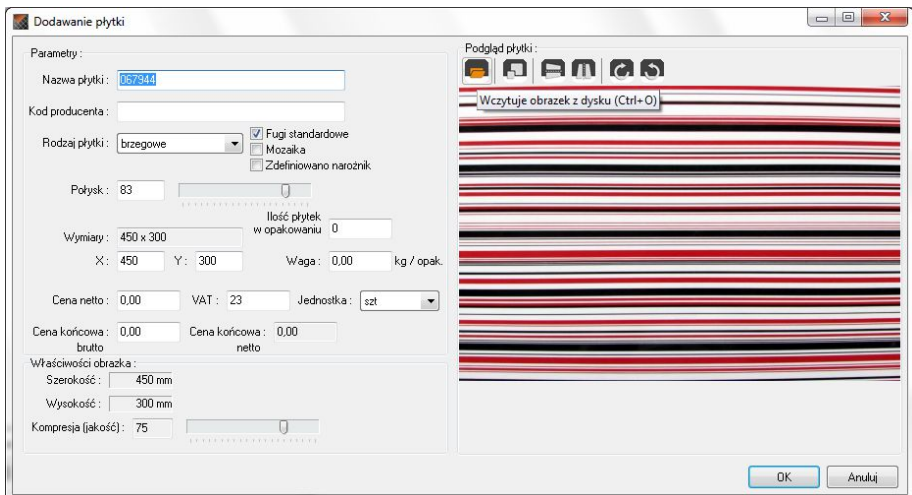 Dodawanie płytki
Parametry :
Nazwa płytki : 067944
Kod producenta :
Rodzaj płytki : brzegowe
Fugi standardowe
Mozaika
Zdefiniowano narożnik
Połysk : 83
Ilość płytek
w opakowaniu 0
Wymiary : 450 x 300
X : 450 Y : 300 Waga : 0,00 kg / opak.
Cena netto : 0,00 VAT : 23 Jednostka : szt
Cena końcowa : 0,00 Cena końcowa : 0,00
brutto netto
Właściwości obrazka :
Szerokość : 450 mm
Wysokość : 300 mm
Kompresja (jakość) : 75
Podgląd płytki :
Wczytuje obrazek z dysku (Ctrl+O)
OK Anuluj